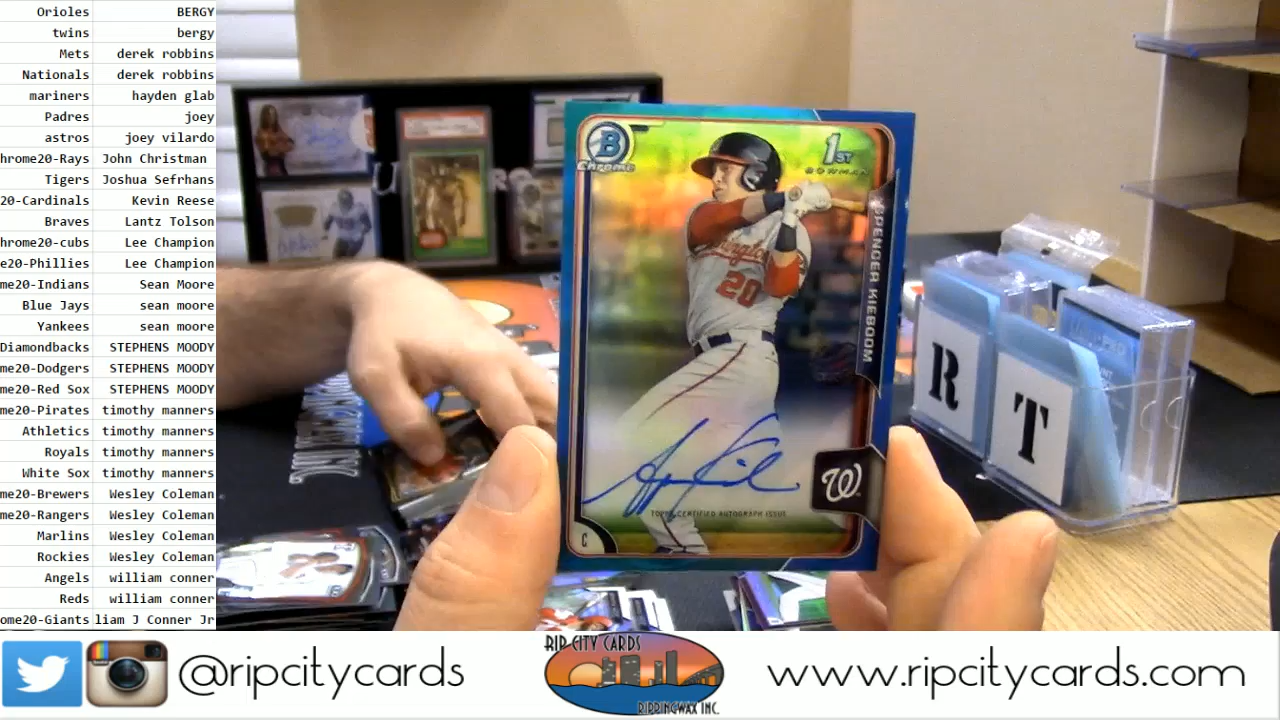 Orioles BERGY
twins bergy
Mets derek robbins
Nationals derek robbins
mariners hayden glab
Padres joey
astros joey vilardo
hrome20-Rays John Christman
Tigers Joshua Sefrhans
20-Cardinals Kevin Reese
Braves Lantz Tolson
hrome20-cubs Lee Champion
e20-Phillies Lee Champion
me20-Indians Sean Moore
Blue Jays sean moore
Yankees sean moore
Diamondbacks STEPHENS MOODY
me20-Dodgers STEPHENS MOODY
me20-Red Sox STEPHENS MOODY
me20-Pirates timothy manners
Athletics timothy manners
Royals timothy manners
White Sox timothy manners
me20-Brewers Wesley Coleman
me20-Rangers Wesley Coleman
Marlins Wesley Coleman
Rockies Wesley Coleman
Angels william conner
Reds william conner
ome20-Giants liam J Conner Jr
B
Chrome
1ST
BOWMAN
SPENCER KIEBOOM
20
W
TOPPS CERTIFIED AUTOGRAPH ISSUE
C
R
T
@ripcitycards
RIP CITY CARDS
RIPPINGWAX INC.
www.ripcitycards.com